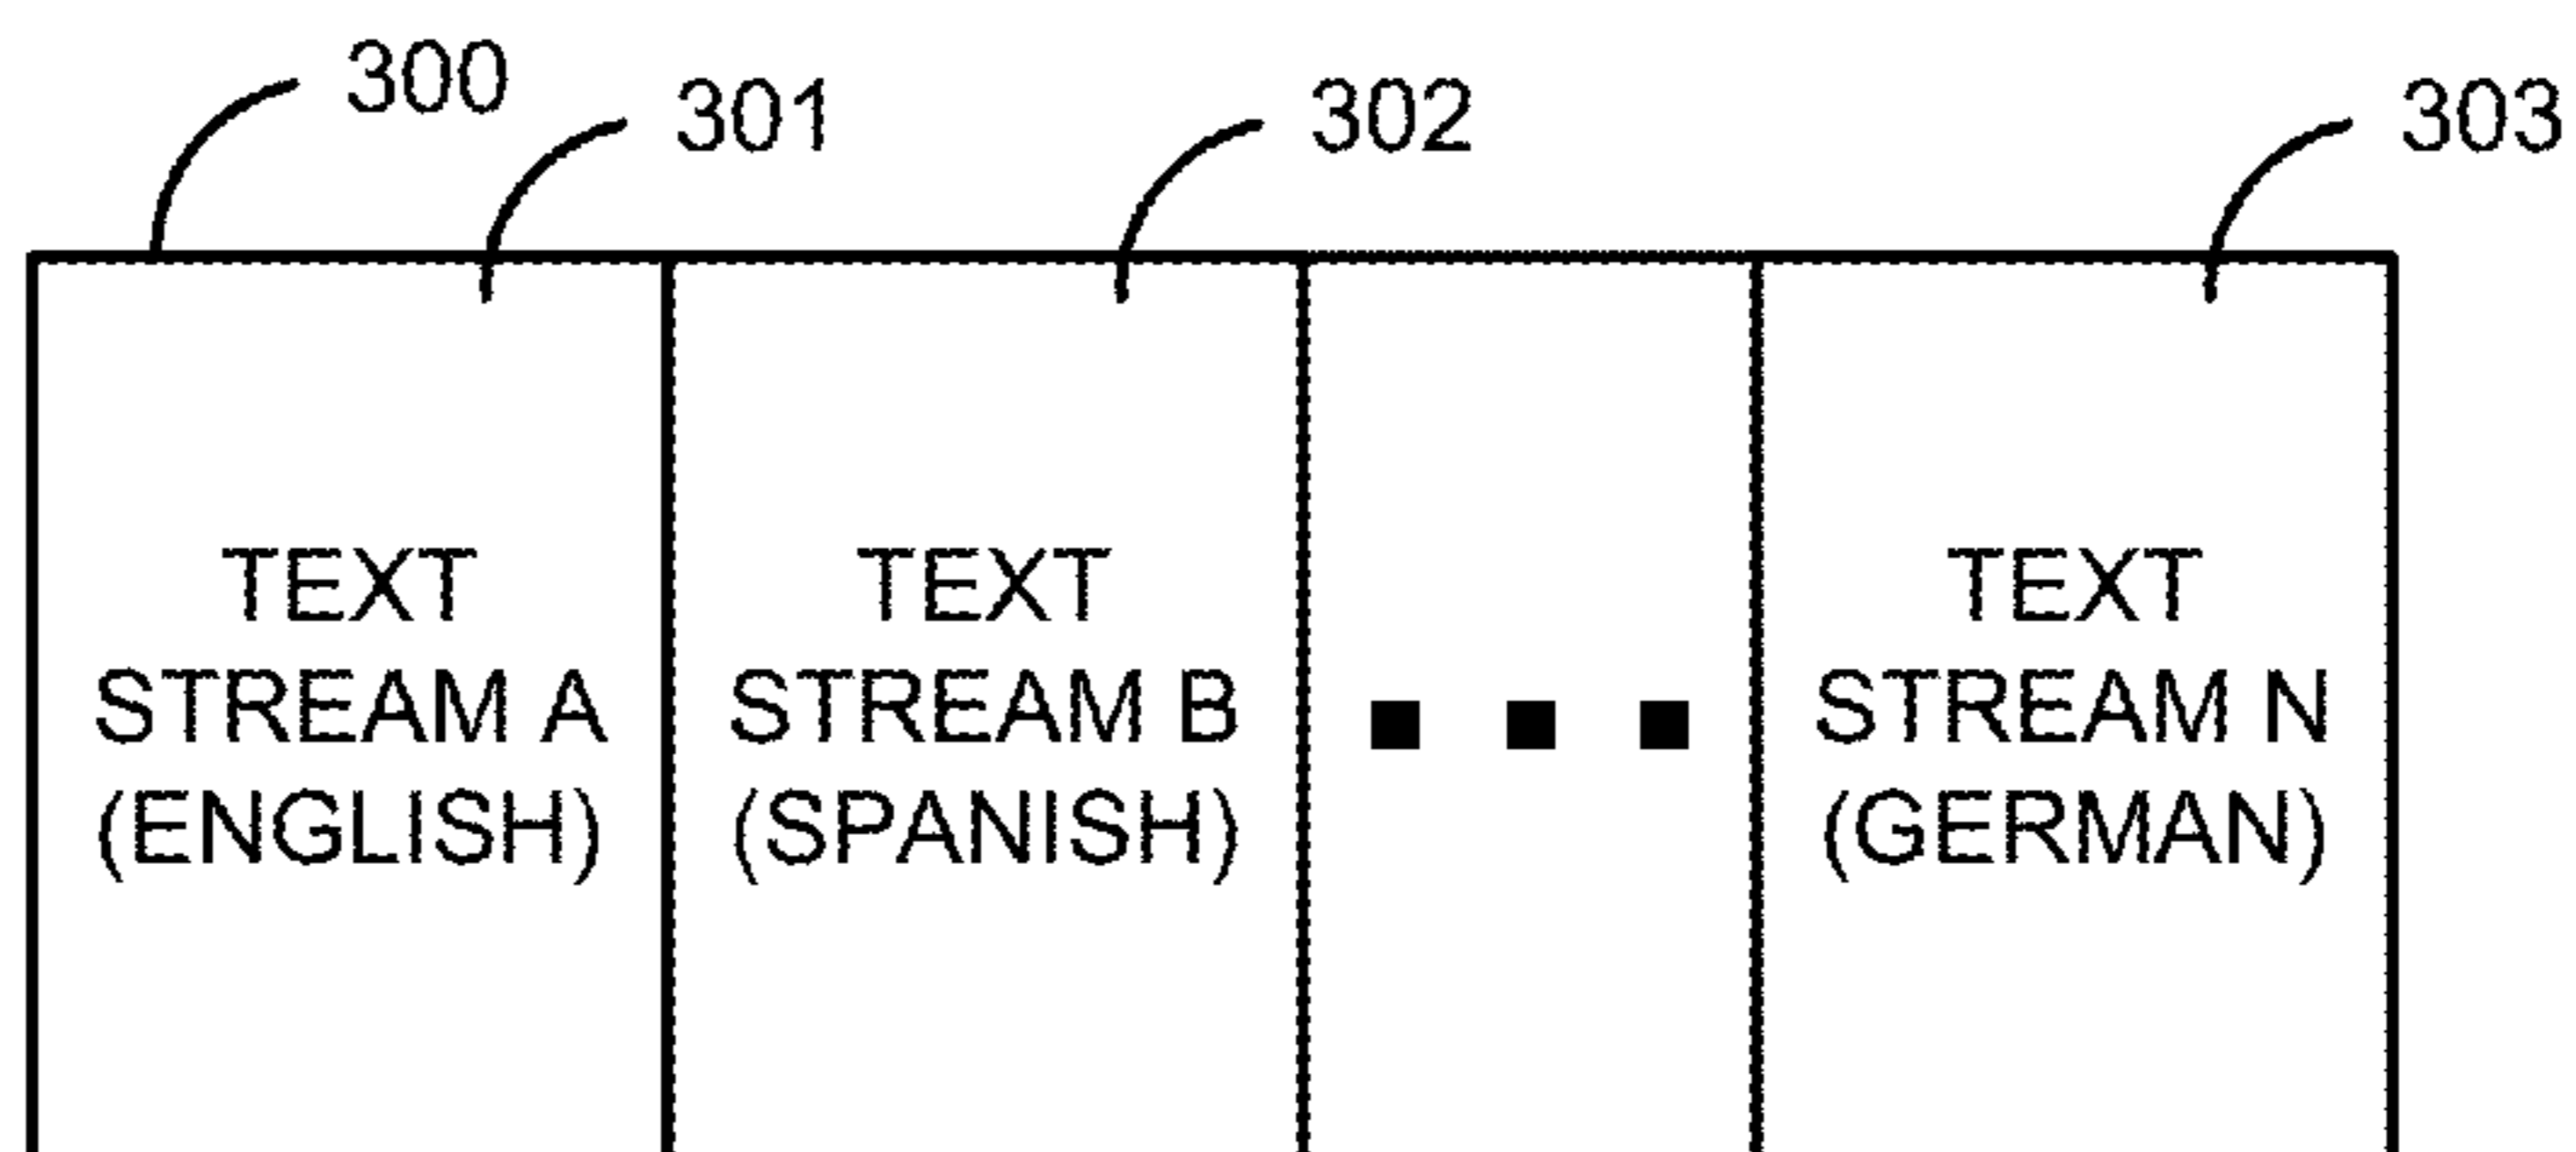 300
301
302
303
TEXT
STREAM A
(ENGLISH)
TEXT
STREAM B
(SPANISH)
TEXT
STREAM N
(GERMAN)